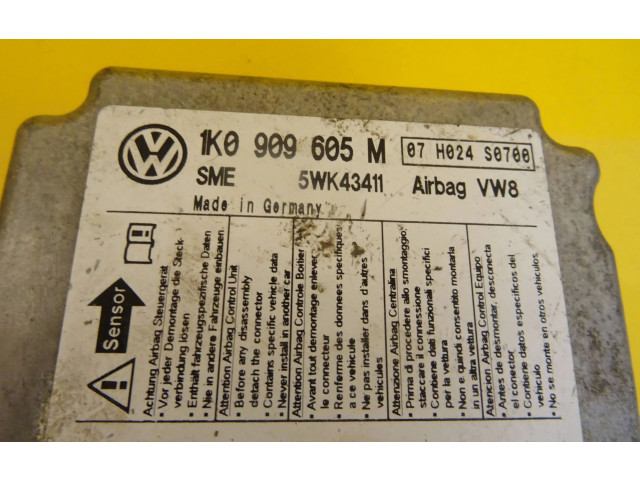 1K0 909 605 M
07 H024 S0700
SME 5WK43411 Airbag VW8
Made in Germany
Sensor
Achtung Airbag Steuergerät
• Vor jeder Demontage die Steck-
verbindung lösen
• Enthält fahrzeugspezifische Daten
• Nie in andere Fahrzeuge einbauen
Attention Airbag Control Unit
• Before any disassembly
detach the connector
• Contains specific vehicle data
• Never install in another car
Attention Airbag Controle Boitier
• Avant tout demontage enlever
le connecteur
• Renferme des donnees specifiques
a ce vehicule
• Ne pas installer dans d'autres
vehicules
Attenzione Airbag Centralina
• Prima di procedere allo smontaggio,
staccare il connessione
• Contiene dati funzionali specifici
per la vettura
• Non e quindi consentito montarla
in un altra vettura
Atencion Airbag Control Equipo
• Antes de desmontar, desconecta
el conector
• Contiene datos especificos del
vehiculo
• No se monte en otros vehiculos